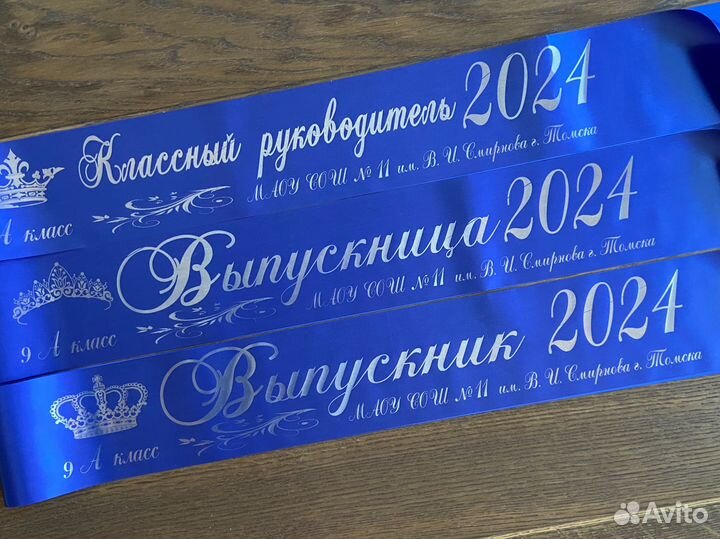 Классный руководитель 2024
МАОУ СОШ № 11 им. В. И. Смирнова г. Томска
А класс
Выпускница 2024
МАОУ СОШ № 11 им. В. И. Смирнова г. Томска
9 А класс
Выпускник 2024
МАОУ СОШ № 11 им. В. И. Смирнова г. Томска
9 А класс
Avito